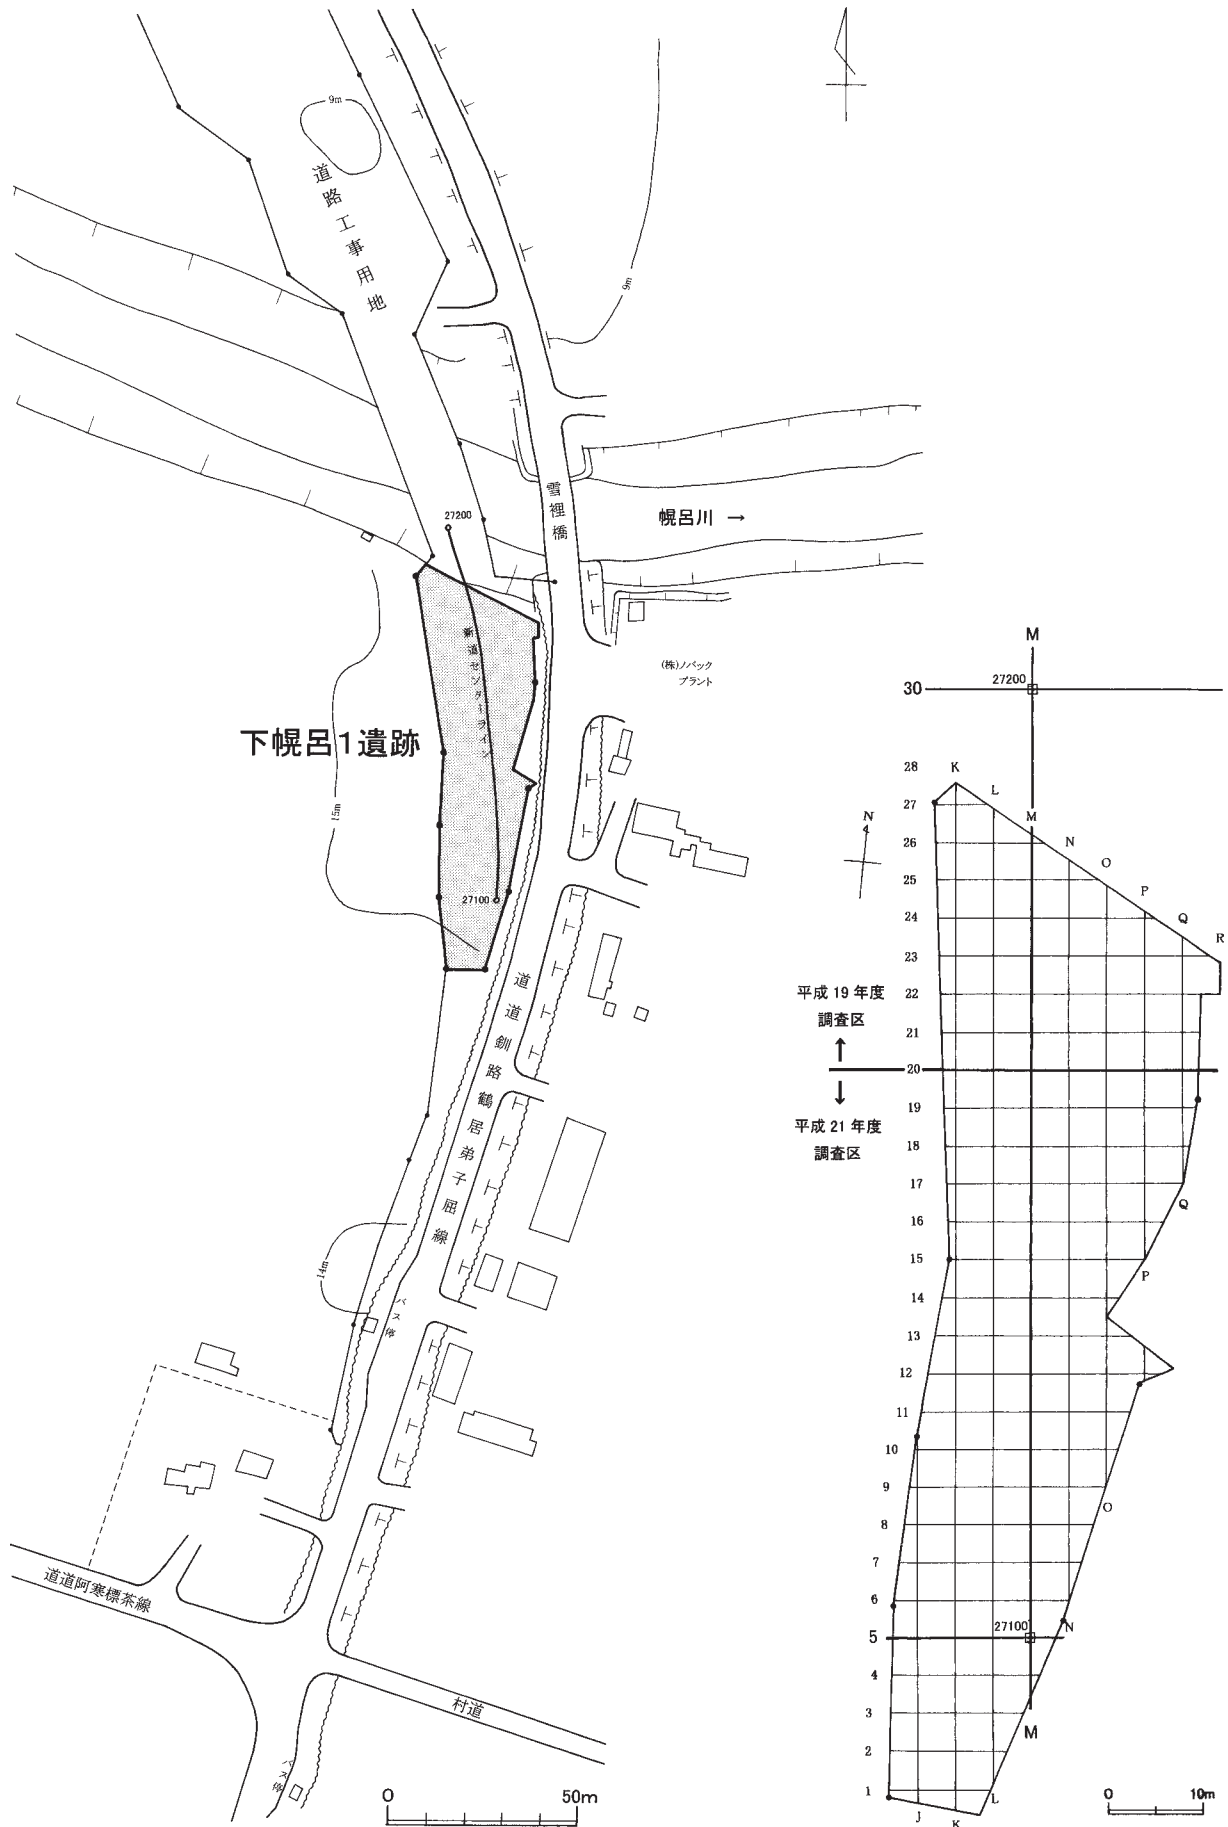 9m
道路工事用地
9m
雪裡橋
幌呂川 →
27200
新道センターライン
(株)ノバック
プラント
下幌呂1遺跡
15m
27100
道道釧路鶴居弟子屈線
14m
バス停
道道阿寒標茶線
村道
バス停
0 50m
M
30 27200
28 K
27 L
M
N
26 N
25 O
24 P
Q
23 R
平成19年度
調査区
22
21
↑
20
↓
平成21年度
調査区
19
18
17
Q
16
15
P
14
13
12
11
10
9
O
8
7
6
5 27100 N
4
3
M
2
1
L
J K
0 10m